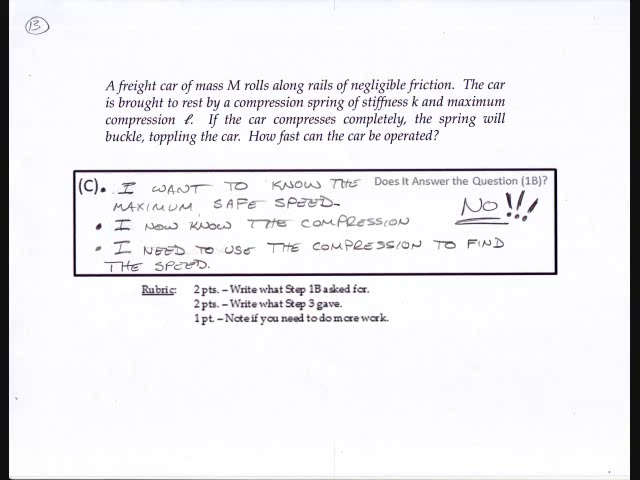 13
A freight car of mass M rolls along rails of negligible friction. The car
is brought to rest by a compression spring of stiffness k and maximum
compression ℓ. If the car compresses completely, the spring will
buckle, toppling the car. How fast can the car be operated?
(C). I WANT TO KNOW THE Does It Answer the Question (1B)?
MAXIMUM SAFE SPEED. NO!!!
• I NOW KNOW THE COMPRESSION
• I NEED TO USE THE COMPRESSION TO FIND
THE SPEED.
Rubric: 2 pts. – Write what Step 1B asked for.
2 pts. – Write what Step 3 gave.
1 pt. – Note if you need to do more work.